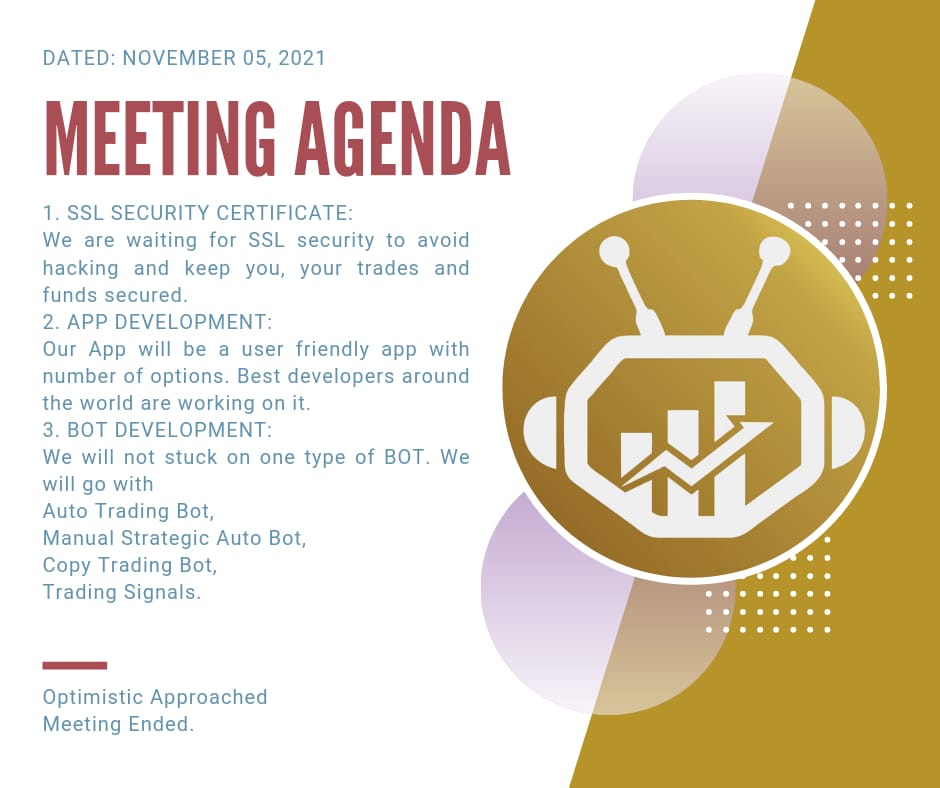 DATED: NOVEMBER 05, 2021
MEETING AGENDA
1. SSL SECURITY CERTIFICATE:
We are waiting for SSL security to avoid
hacking and keep you, your trades and
funds secured.
2. APP DEVELOPMENT:
Our App will be a user friendly app with
number of options. Best developers around
the world are working on it.
3. BOT DEVELOPMENT:
We will not stuck on one type of BOT. We
will go with
Auto Trading Bot,
Manual Strategic Auto Bot,
Copy Trading Bot,
Trading Signals.
Optimistic Approached
Meeting Ended.